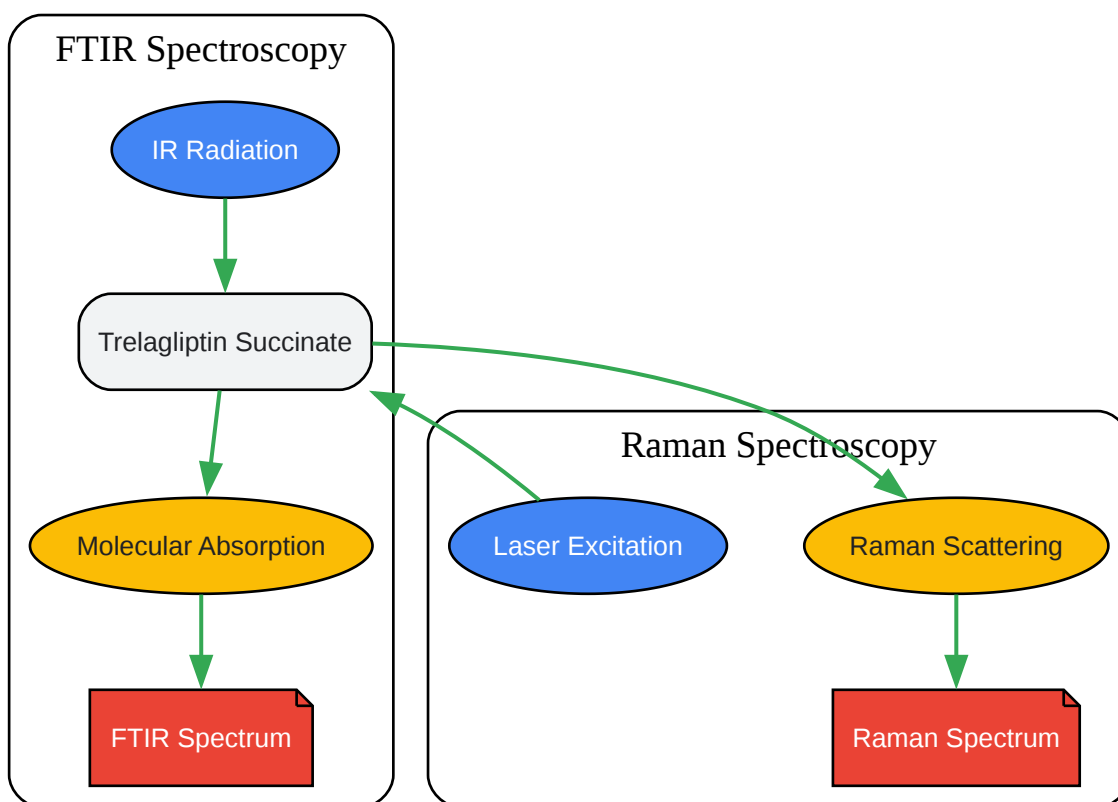 FTIR Spectroscopy
IR Radiation
Trelagliptin Succinate
Molecular Absorption
FTIR Spectrum
Raman Spectroscopy
Laser Excitation
Raman Scattering
Raman Spectrum